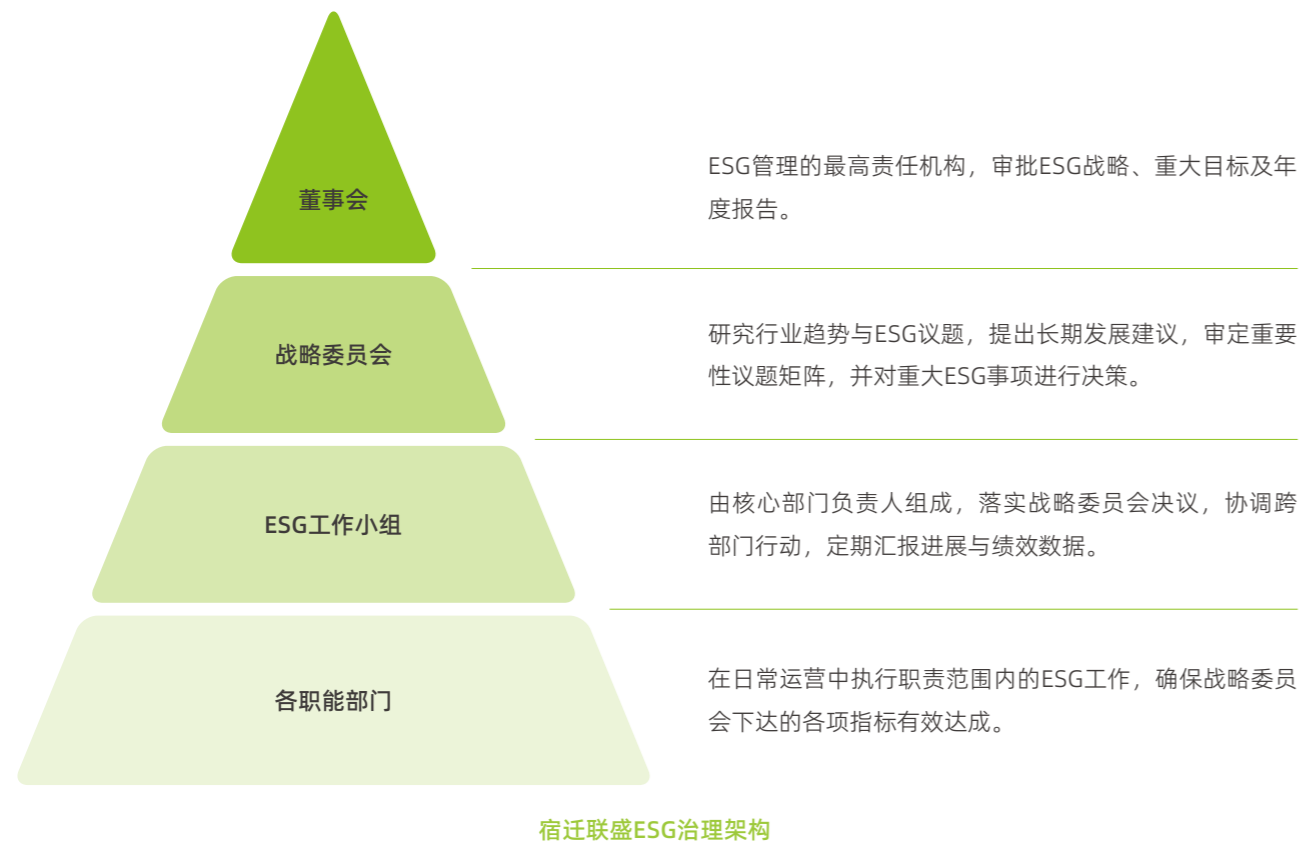 董事会
ESG管理的最高责任机构，审批ESG战略、重大目标及年
度报告。
战略委员会
研究行业趋势与ESG议题，提出长期发展建议，审定重要
性议题矩阵，并对重大ESG事项进行决策。
ESG工作小组
由核心部门负责人组成，落实战略委员会决议，协调跨
部门行动，定期汇报进展与绩效数据。
各职能部门
在日常运营中执行职责范围内的ESG工作，确保战略委员
会下达的各项指标有效达成。
宿迁联盛ESG治理架构